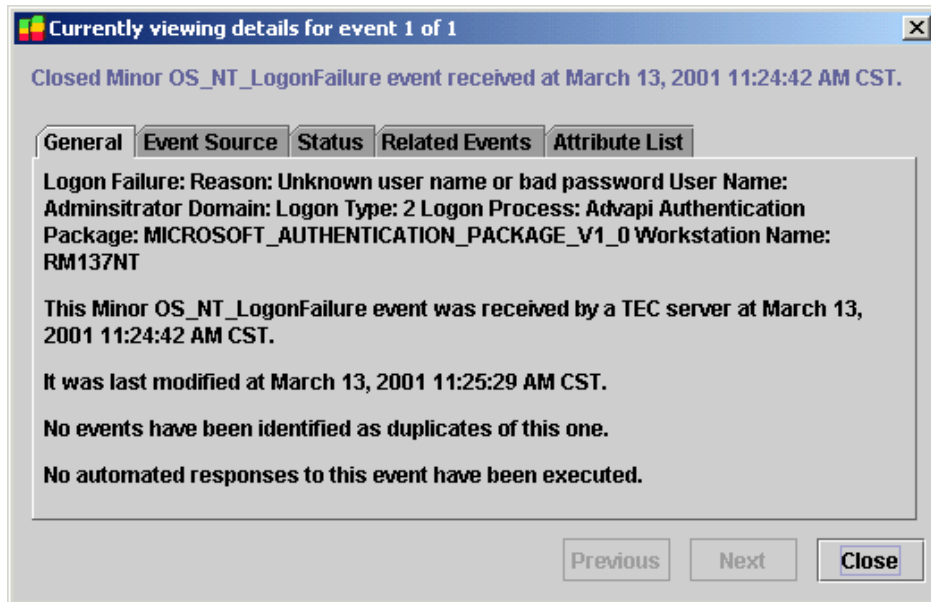 Currently viewing details for event 1 of 1
Closed Minor OS_NT_LogonFailure event received at March 13, 2001 11:24:42 AM CST.
General Event Source Status Related Events Attribute List
Logon Failure: Reason: Unknown user name or bad password User Name:
Adminsitrator Domain: Logon Type: 2 Logon Process: Advapi Authentication
Package: MICROSOFT_AUTHENTICATION_PACKAGE_V1_0 Workstation Name:
RM137NT
This Minor OS_NT_LogonFailure event was received by a TEC server at March 13,
2001 11:24:42 AM CST.
It was last modified at March 13, 2001 11:25:29 AM CST.
No events have been identified as duplicates of this one.
No automated responses to this event have been executed.
Previous Next Close